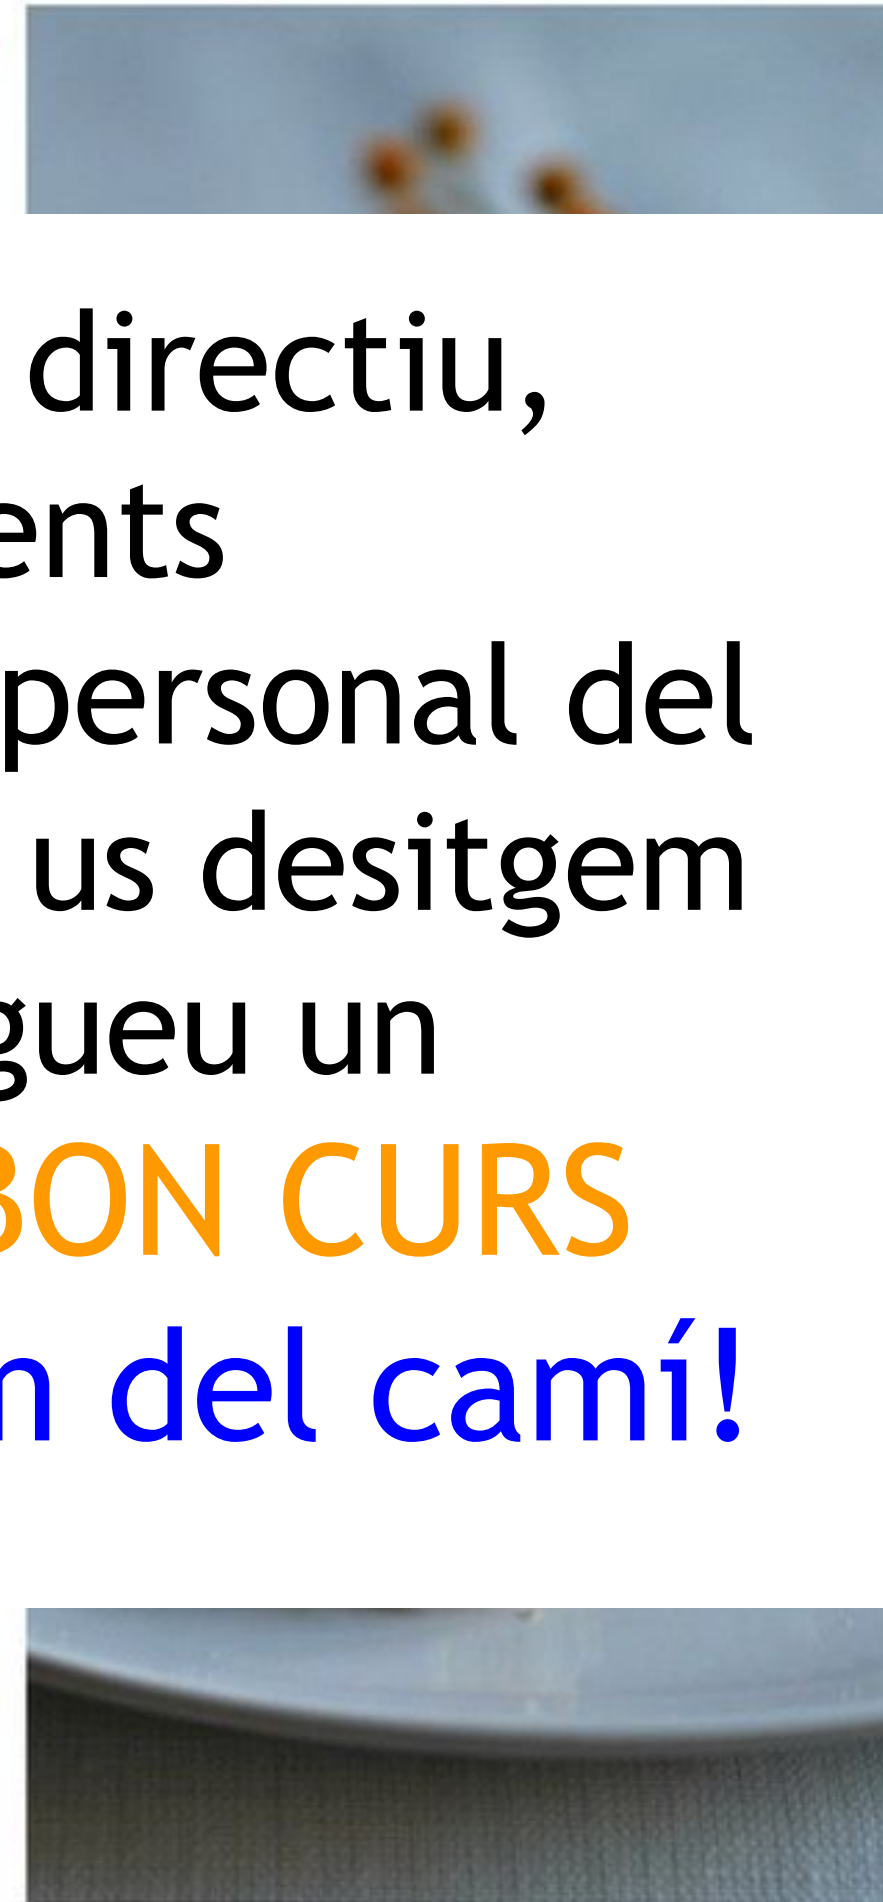 directiu,
ents
personal del
us desitgem
gueu un
BON CURS
del camí!